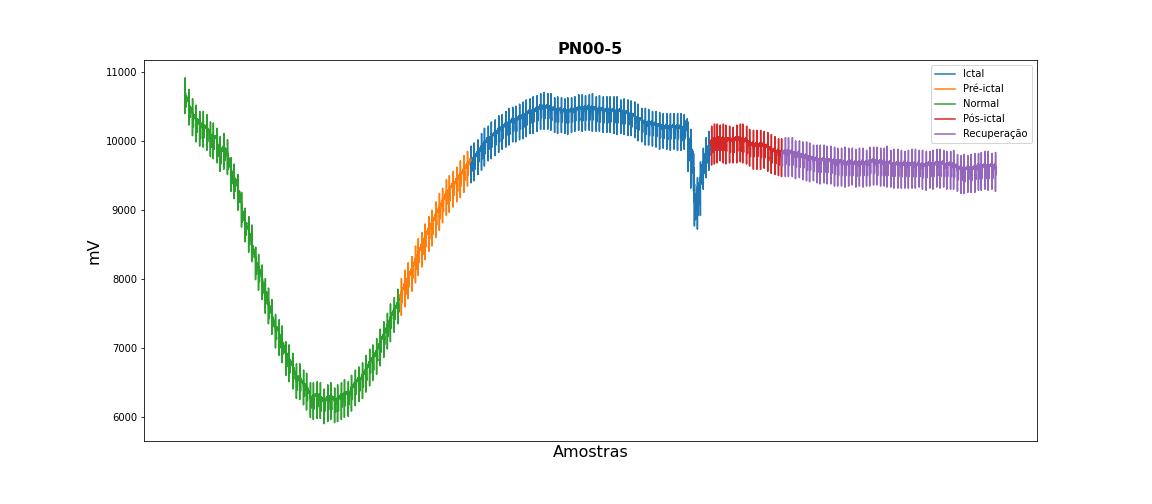 PN00-5
11000
10000
9000
8000
7000
6000
mV
Amostras
Ictal
Pré-ictal
Normal
Pós-ictal
Recuperação